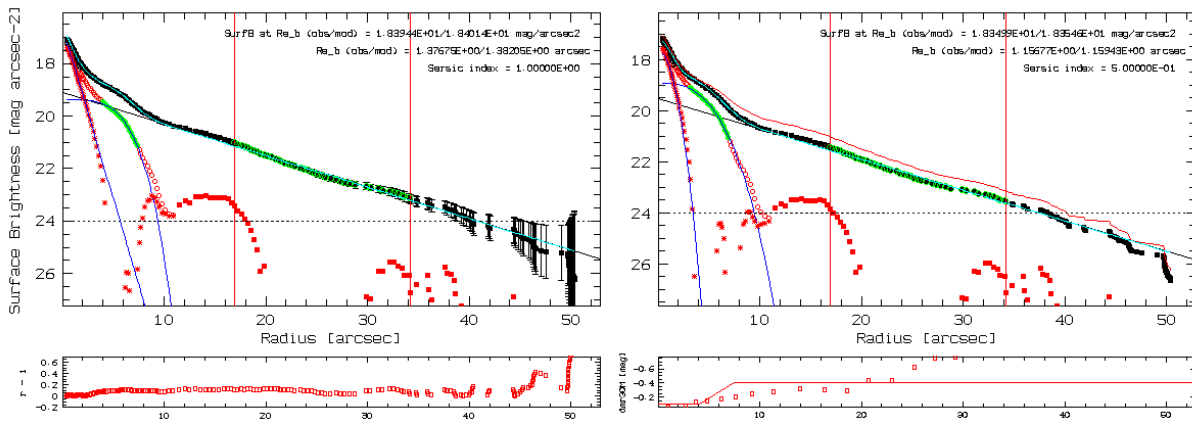 SurfB at Re_b (obs/mod) = 1.83944E+01/1.84014E+01 mag/arcsec2
Re_b (obs/mod) = 1.37675E+00/1.38205E+00 arcsec
Sersic index = 1.00000E+00
Surface Brightness [mag arcsec-2]
18
20
22
24
26
10 20 30 40 50
Radius [arcsec]
SurfB at Re_b (obs/mod) = 1.83499E+01/1.83546E+01 mag/arcsec2
Re_b (obs/mod) = 1.15677E+00/1.15943E+00 arcsec
Sersic index = 5.00000E-01
18
20
22
24
26
10 20 30 40 50
Radius [arcsec]
r - i
0.6
0.4
0.2
0
-0.2
10 20 30 40 50
[mag]
-0.6
-0.4
-0.2
10 20 30 40 50